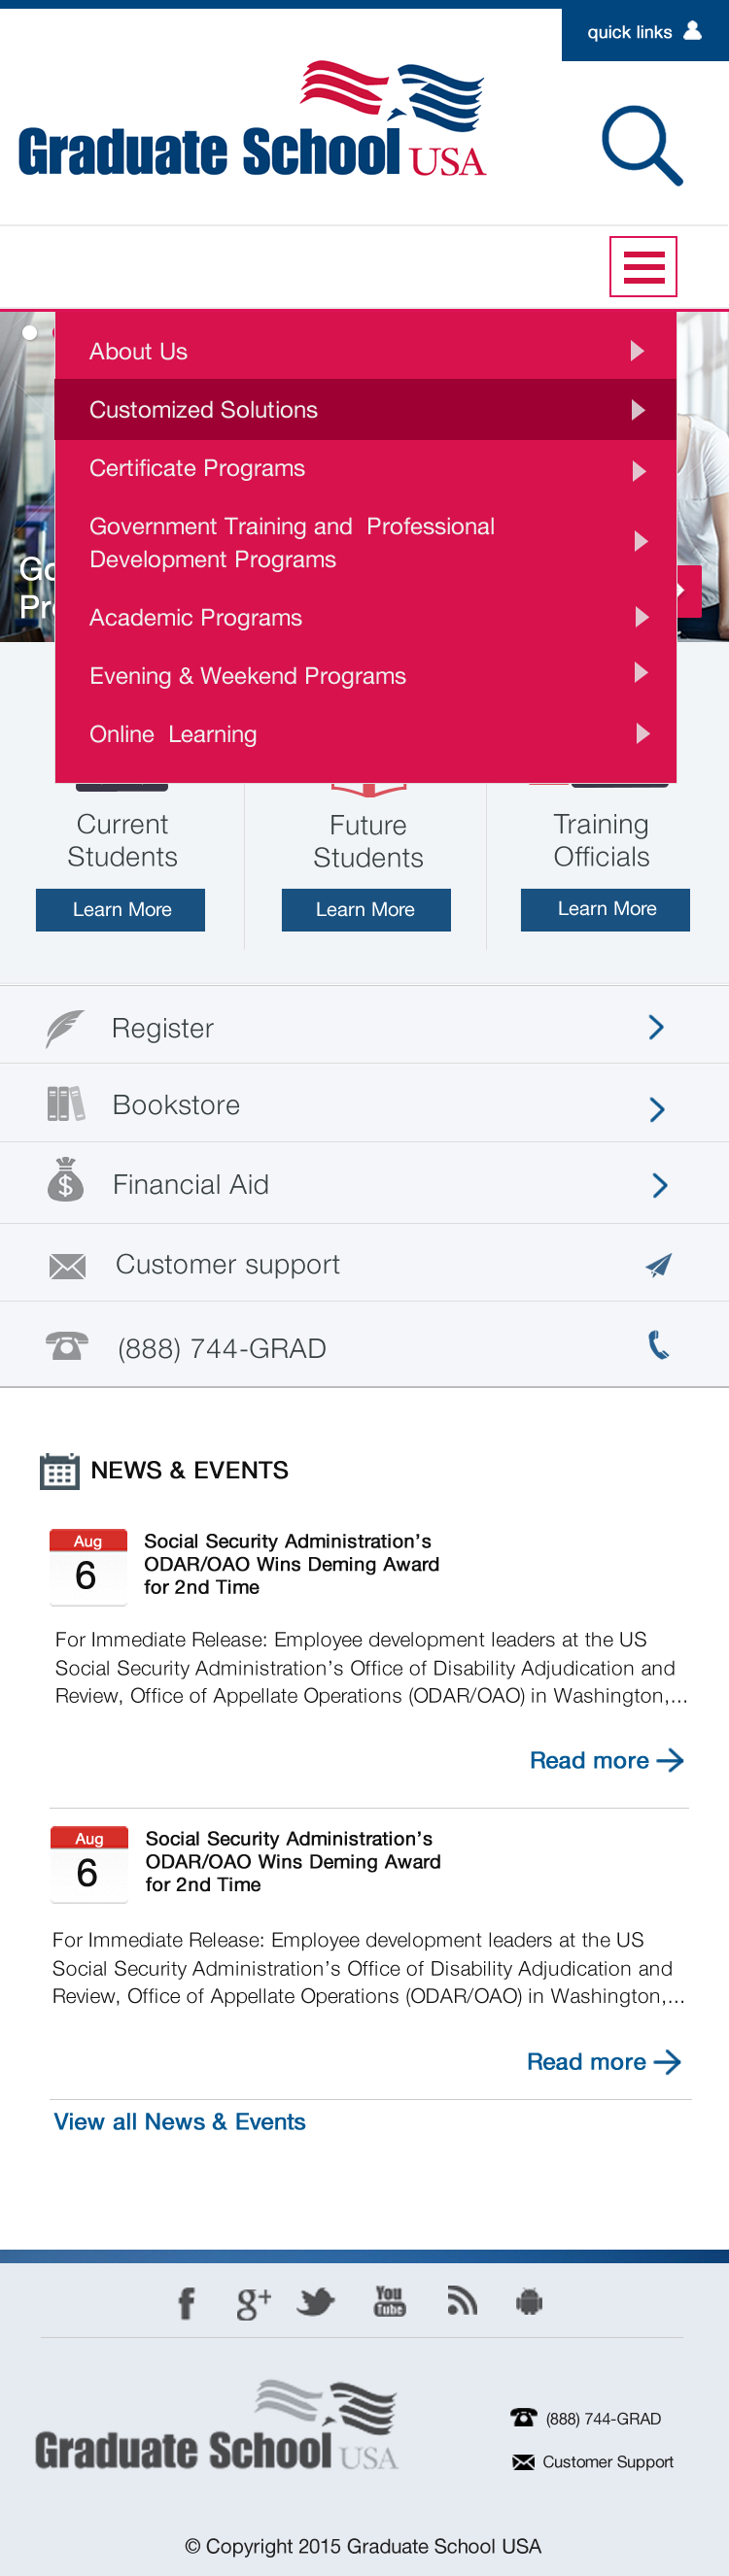 quick links
Graduate School USA
About Us
Customized Solutions
Certificate Programs
Government Training and Professional
Development Programs
Academic Programs
Evening & Weekend Programs
Online Learning
Current
Students
Future
Students
Training
Officials
Learn More
Learn More
Learn More
Register
Bookstore
Financial Aid
Customer support
(888) 744-GRAD
NEWS & EVENTS
Aug
6
Social Security Administration’s
ODAR/OAO Wins Deming Award
for 2nd Time
For Immediate Release: Employee development leaders at the US
Social Security Administration’s Office of Disability Adjudication and
Review, Office of Appellate Operations (ODAR/OAO) in Washington,...
Read more
Aug
6
Social Security Administration’s
ODAR/OAO Wins Deming Award
for 2nd Time
For Immediate Release: Employee development leaders at the US
Social Security Administration’s Office of Disability Adjudication and
Review, Office of Appellate Operations (ODAR/OAO) in Washington,...
Read more
View all News & Events
You
Tube
Graduate School USA
(888) 744-GRAD
Customer Support
© Copyright 2015 Graduate School USA